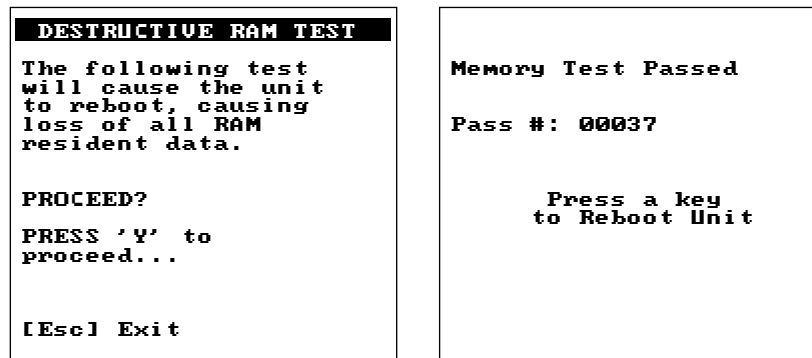 DESTRUCTIVE RAM TEST
The following test
will cause the unit
to reboot, causing
loss of all RAM
resident data.
PROCEED?
PRESS 'Y' to
proceed...
[Esc] Exit
Memory Test Passed
Pass #: 00037
Press a key
to Reboot Unit